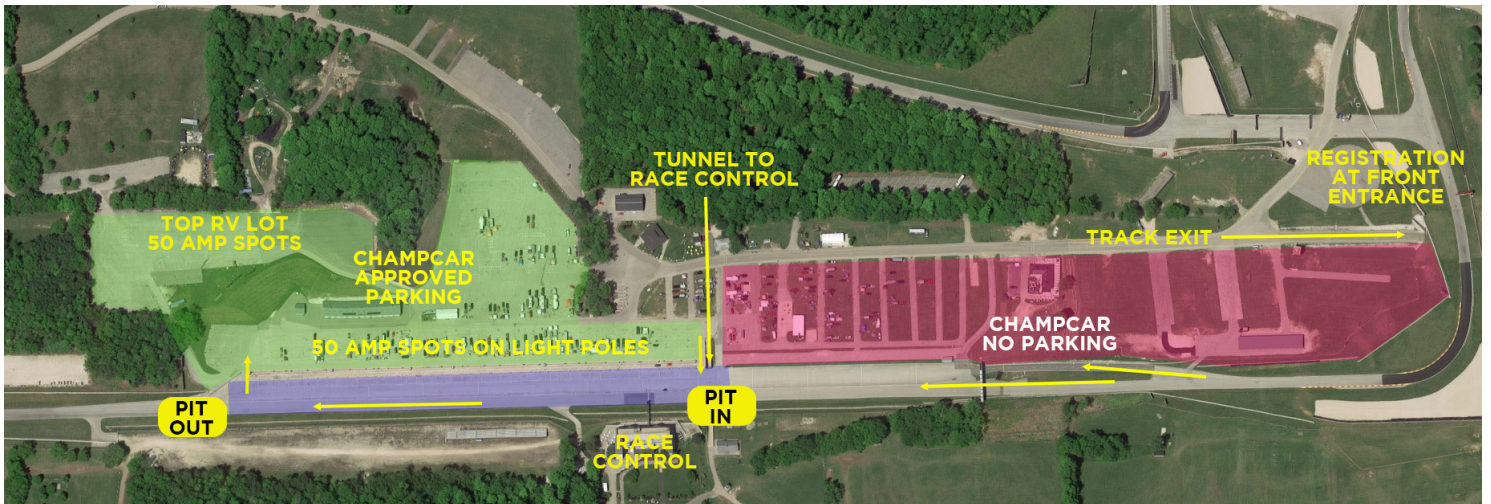 TUNNEL TO
RACE CONTROL
REGISTRATION
AT FRONT
ENTRANCE
TOP RV LOT
50 AMP SPOTS
TRACK EXIT
CHAMPCAR
APPROVED
PARKING
CHAMPCAR
NO PARKING
50 AMP SPOTS ON LIGHT POLES
PIT
OUT
PIT
IN
RACE
CONTROL